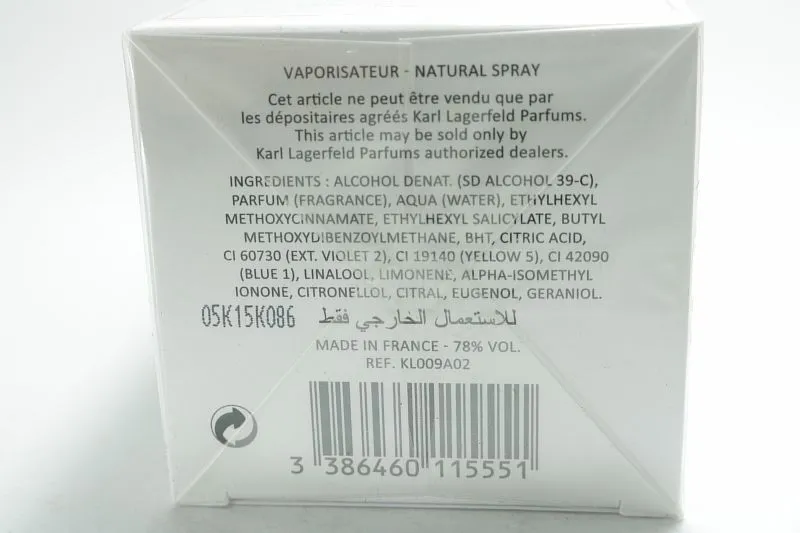 VAPORISATEUR - NATURAL SPRAY
Cet article ne peut être vendu que par
les dépositaires agréés Karl Lagerfeld Parfums.
This article may be sold only by
Karl Lagerfeld Parfums authorized dealers.
INGREDIENTS : ALCOHOL DENAT. (SD ALCOHOL 39-C),
PARFUM (FRAGRANCE), AQUA (WATER), ETHYLHEXYL
METHOXYCINNAMATE, ETHYLHEXYL SALICYLATE, BUTYL
METHOXYDIBENZOYLMETHANE, BHT, CITRIC ACID,
CI 60730 (EXT. VIOLET 2), CI 19140 (YELLOW 5), CI 42090
(BLUE 1), LINALOOL, LIMONENE, ALPHA-ISOMETHYL
IONONE, CITRONELLOL, CITRAL, EUGENOL, GERANIOL.
05K15K086 للاستعمال الخارجي فقط
MADE IN FRANCE - 78% VOL.
REF. KL009A02
3 386460 115551